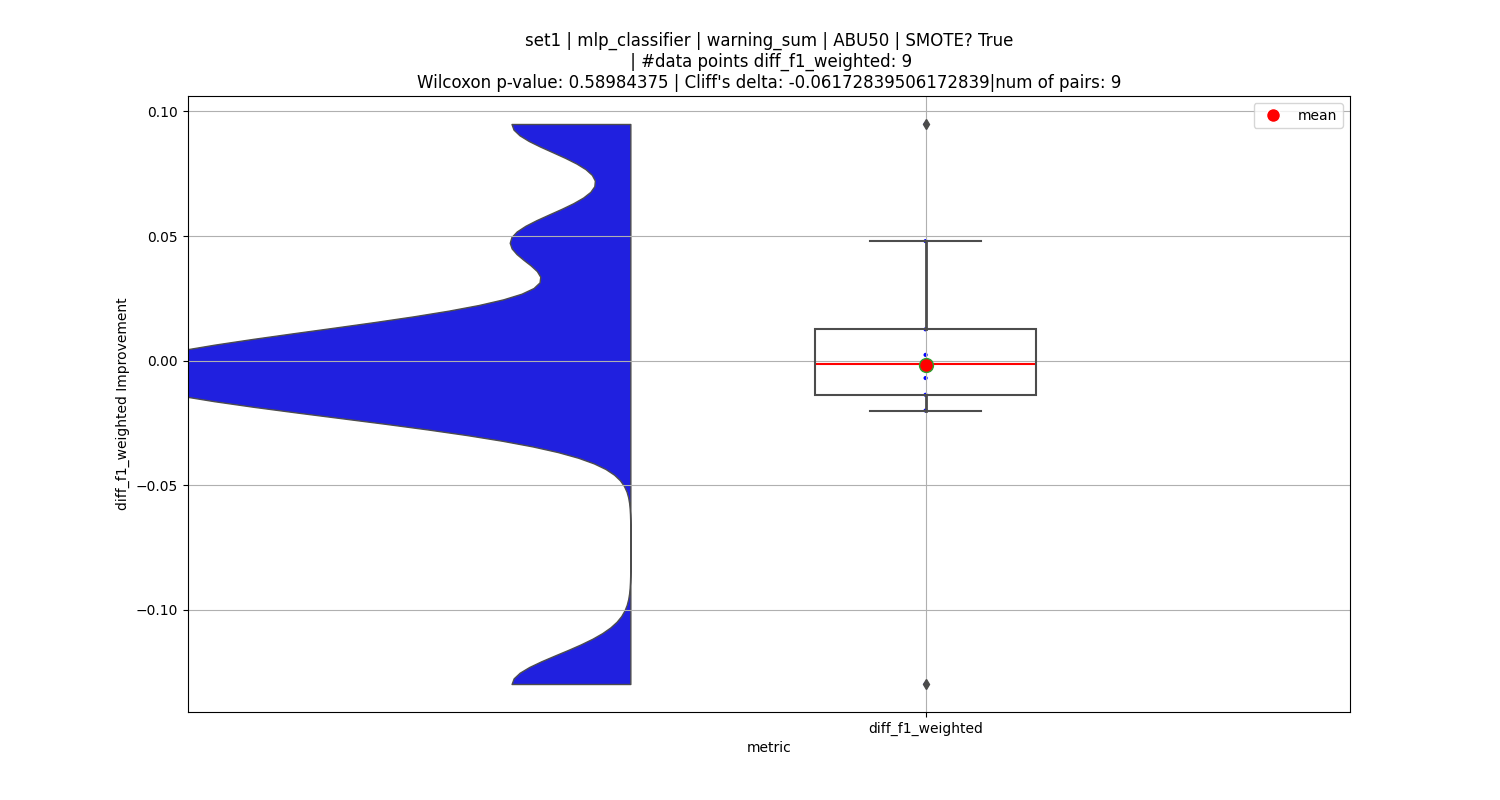 set1 | mlp_classifier | warning_sum | ABU50 | SMOTE? True
| #data points diff_f1_weighted: 9
Wilcoxon p-value: 0.58984375 | Cliff's delta: -0.06172839506172839|num of pairs: 9
mean
0.10
0.05
0.00
−0.05
−0.10
diff_f1_weighted Improvement
diff_f1_weighted
metric